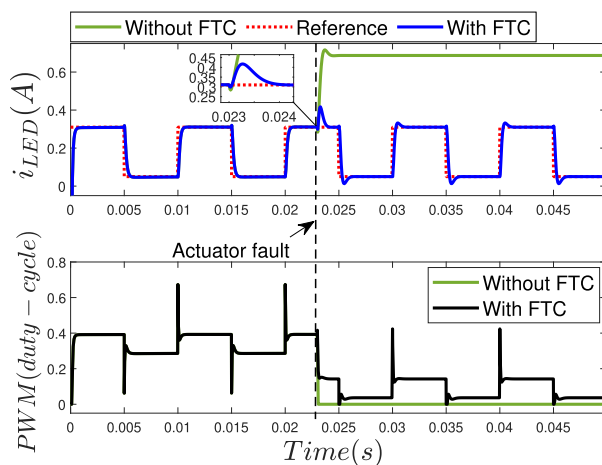 Without FTC Reference With FTC
i_LED(A)
0.6
0.4
0.2
0
0.45
0.4
0.35
0.3
0.25
0.023 0.024
0 0.005 0.01 0.015 0.02 0.025 0.03 0.035 0.04 0.045
Actuator fault
PWM(duty-cycle)
0.8
0.6
0.4
0.2
0
Without FTC
With FTC
0 0.005 0.01 0.015 0.02 0.025 0.03 0.035 0.04 0.045
Time(s)